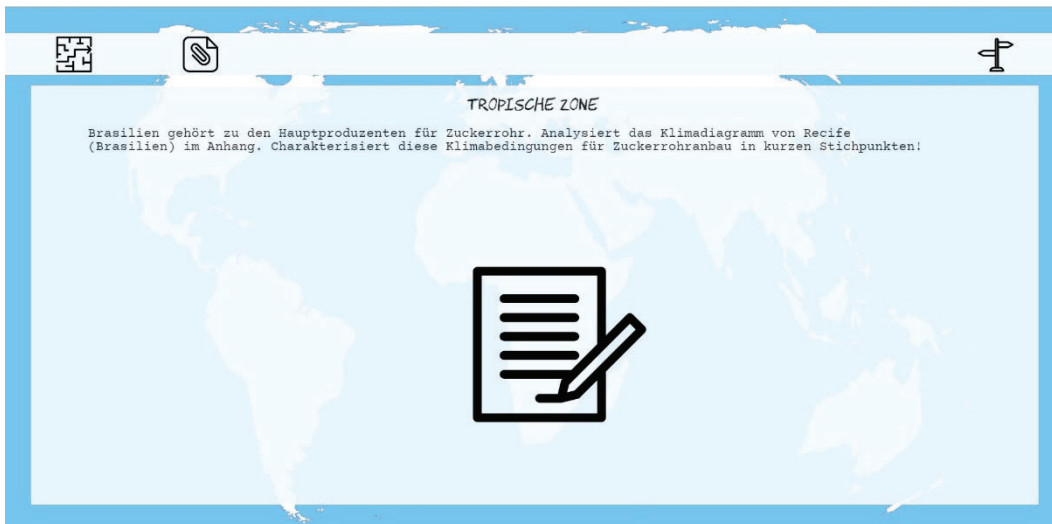 TROPISCHE ZONE
Brasilien gehört zu den Hauptproduzenten für Zuckerrohr. Analysiert das Klimadiagramm von Recife
(Brasilien) im Anhang. Charakterisiert diese Klimabedingungen für Zuckerrohranbau in kurzen Stichpunkten!